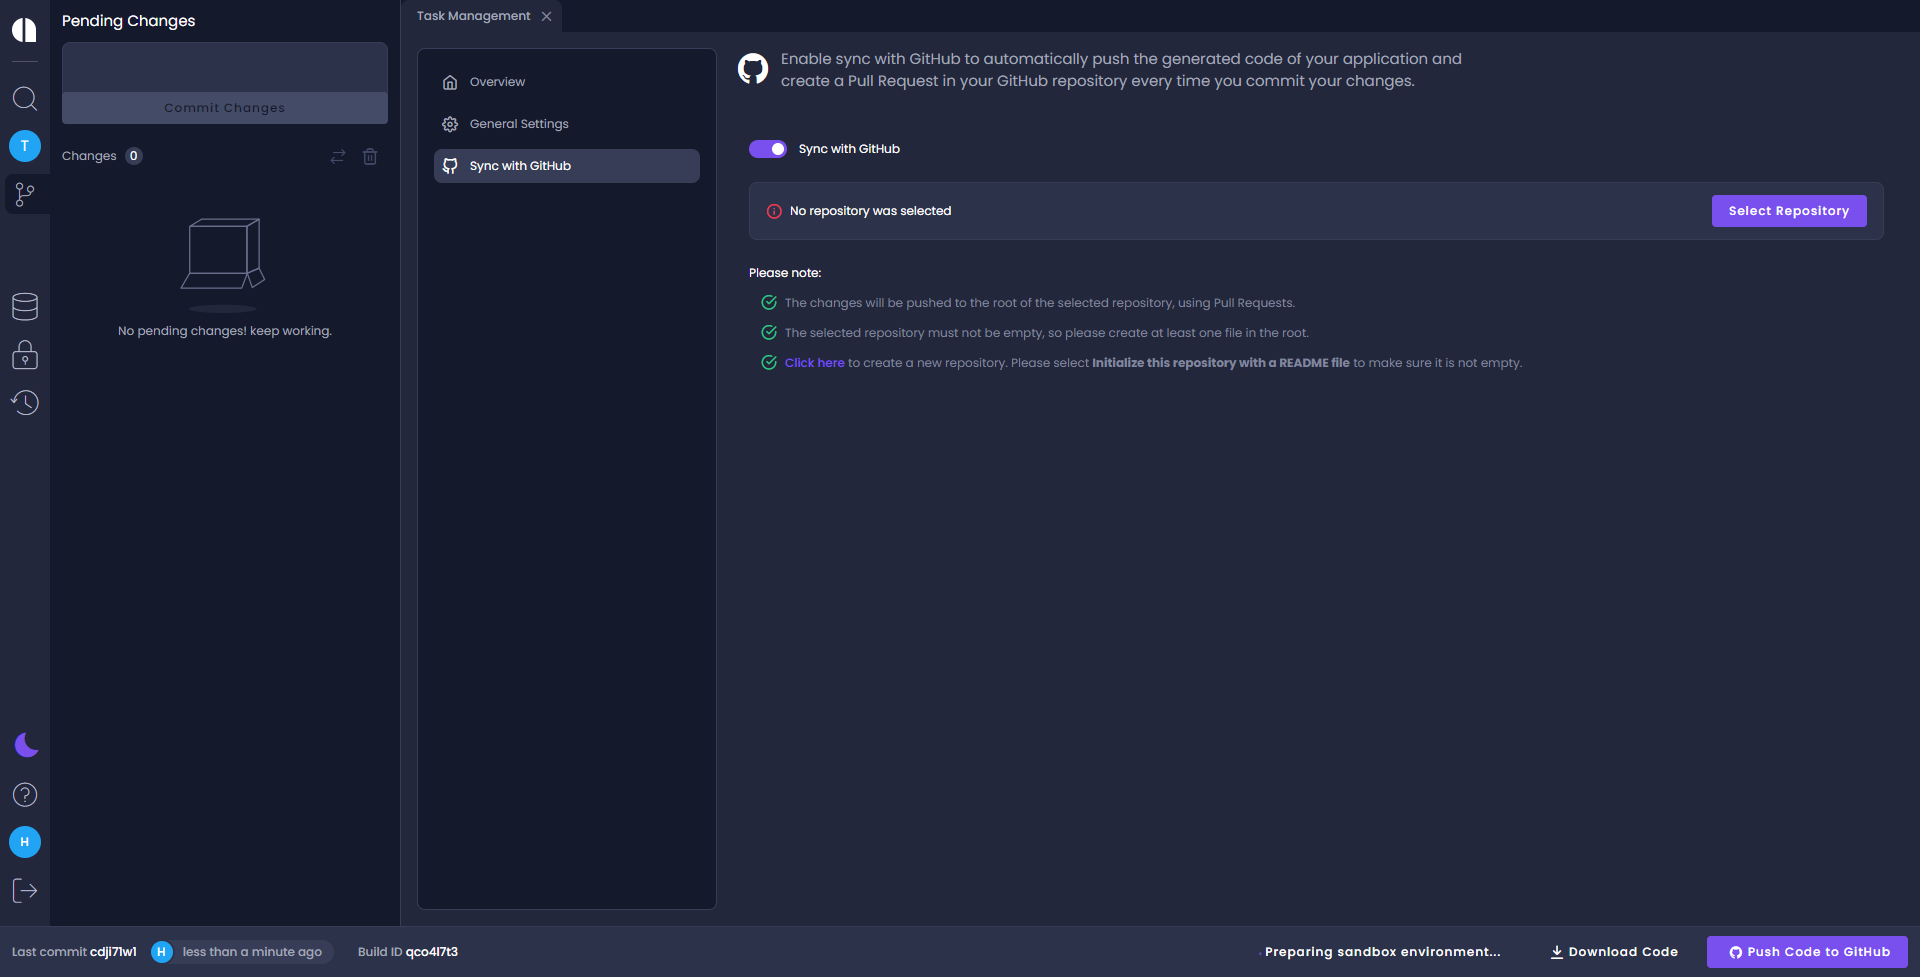 Pending Changes
Commit Changes
Changes 0
No pending changes! keep working.
T
H
Task Management
Overview
General Settings
Sync with GitHub
Enable sync with GitHub to automatically push the generated code of your application and
create a Pull Request in your GitHub repository every time you commit your changes.
Sync with GitHub
No repository was selected
Select Repository
Please note:
The changes will be pushed to the root of the selected repository, using Pull Requests.
The selected repository must not be empty, so please create at least one file in the root.
Click here to create a new repository. Please select Initialize this repository with a README file to make sure it is not empty.
Last commit cdji71w1 H less than a minute ago Build ID qco4l7t3
Preparing sandbox environment... Download Code Push Code to GitHub